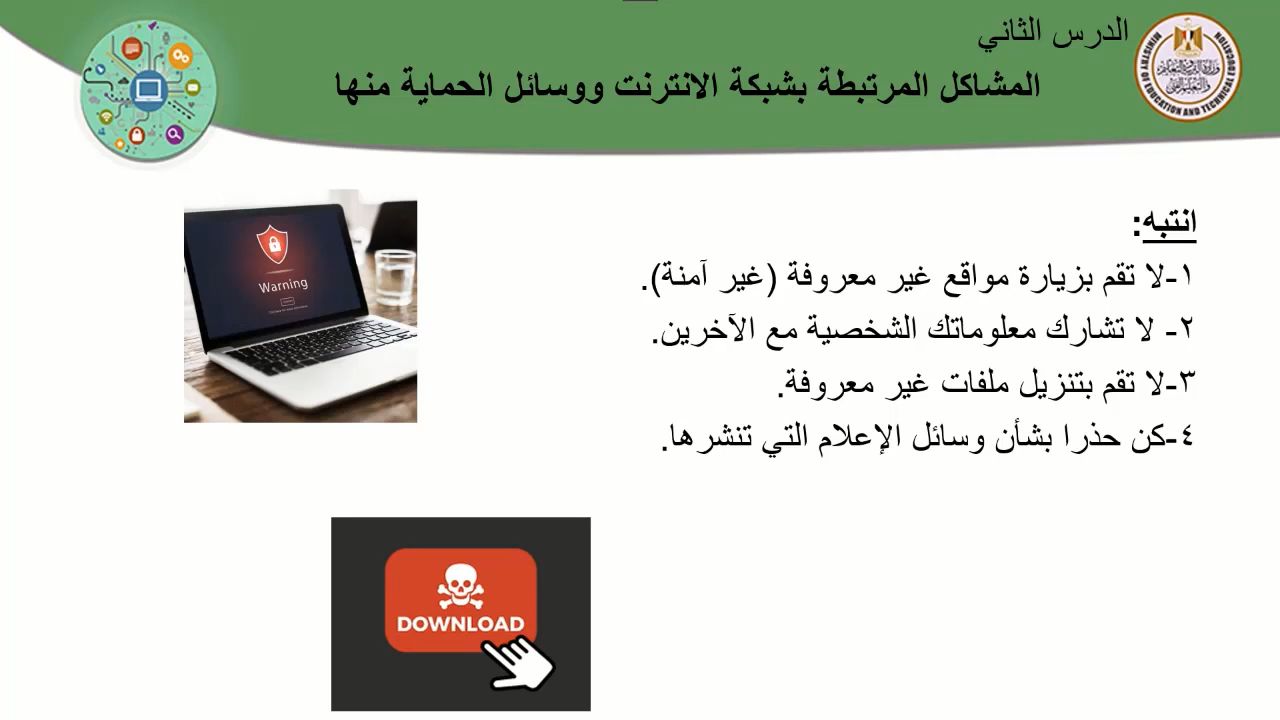 الدرس الثاني
المشاكل المرتبطة بشبكة الانترنت ووسائل الحماية منها
انتبه:
١-لا تقم بزيارة مواقع غير معروفة (غير آمنة).
٢- لا تشارك معلوماتك الشخصية مع الآخرين.
٣-لا تقم بتنزيل ملفات غير معروفة.
٤-كن حذرا بشأن وسائل الإعلام التي تنشرها.
Warning
DOWNLOAD